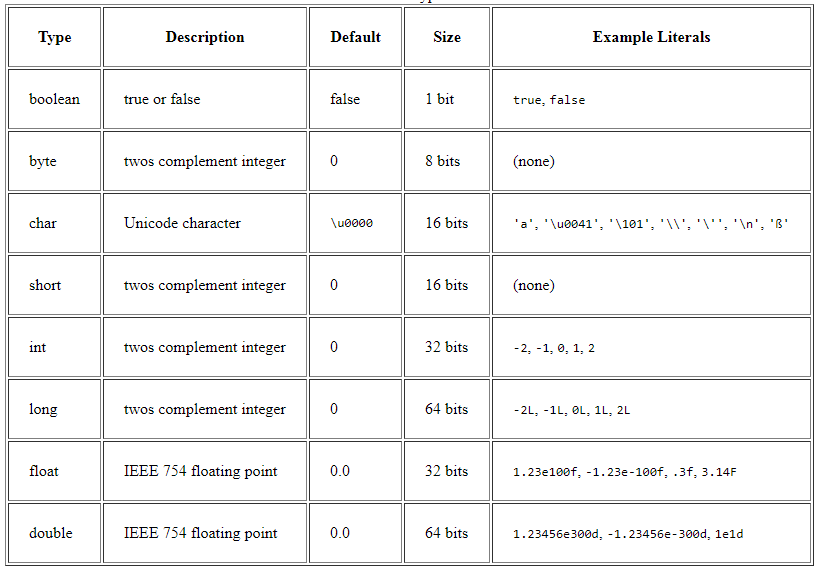 Type Description Default Size Example Literals
boolean true or false false 1 bit true, false
byte twos complement integer 0 8 bits (none)
char Unicode character \u0000 16 bits 'a', '\u0041', '\101', '\\', '\'', '\n', 'ß'
short twos complement integer 0 16 bits (none)
int twos complement integer 0 32 bits -2, -1, 0, 1, 2
long twos complement integer 0 64 bits -2L, -1L, 0L, 1L, 2L
float IEEE 754 floating point 0.0 32 bits 1.23e100f, -1.23e-100f, .3f, 3.14F
double IEEE 754 floating point 0.0 64 bits 1.23456e300d, -1.23456e-300d, 1e1d